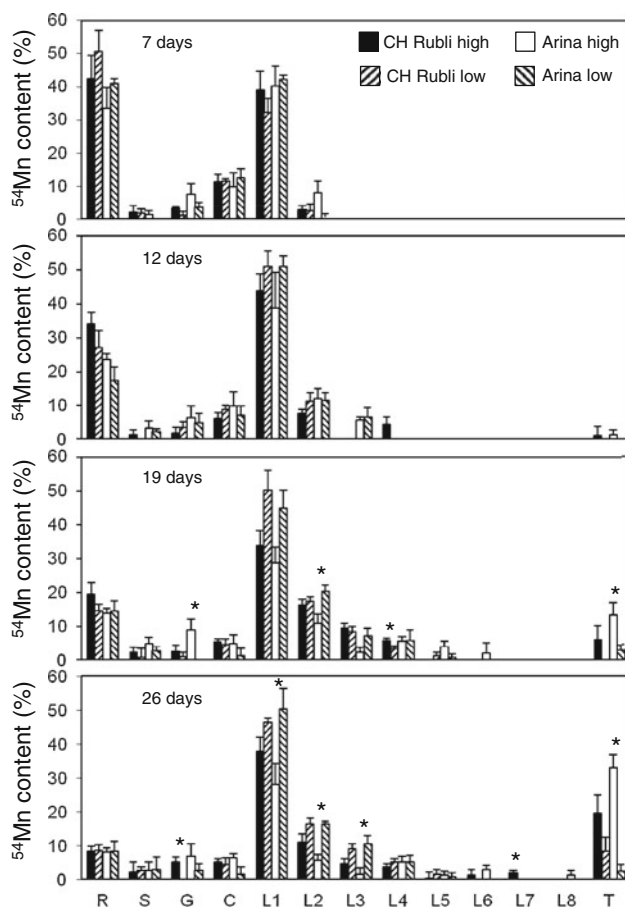 CH Rubli high
Arina high
CH Rubli low
Arina low
7 days
⁵⁴Mn content (%)
60
50
40
30
20
10
0
12 days
⁵⁴Mn content (%)
60
50
40
30
20
10
0
19 days
⁵⁴Mn content (%)
60
50
40
30
20
10
0
* * * *
26 days
⁵⁴Mn content (%)
60
50
40
30
20
10
0
* * * * * *
R S G C L1 L2 L3 L4 L5 L6 L7 L8 T